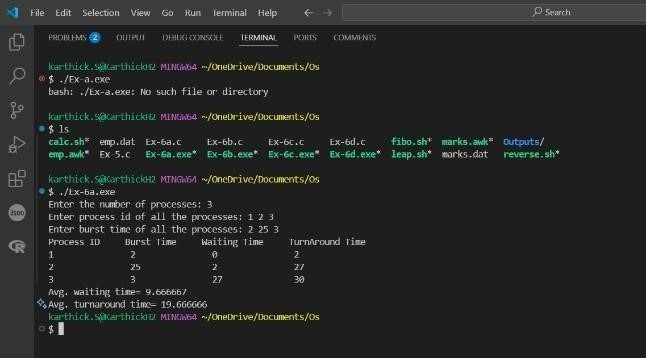 File Edit Selection View Go Run Terminal Help
Search
PROBLEMS 2 OUTPUT DEBUG CONSOLE TERMINAL PORTS COMMENTS
karthick.S@KarthickH2 MINGW64 ~/OneDrive/Documents/Os
$ ./Ex-a.exe
bash: ./Ex-a.exe: No such file or directory
karthick.S@KarthickH2 MINGW64 ~/OneDrive/Documents/Os
$ ls
calc.sh* emp.dat Ex-6a.c Ex-6b.c Ex-6c.c Ex-6d.c fibo.sh* marks.awk* Outputs/
emp.awk* Ex-5.c Ex-6a.exe* Ex-6b.exe* Ex-6c.exe* Ex-6d.exe* leap.sh* marks.dat reverse.sh*
karthick.S@KarthickH2 MINGW64 ~/OneDrive/Documents/Os
$ ./Ex-6a.exe
Enter the number of processes: 3
Enter process id of all the processes: 1 2 3
Enter burst time of all the processes: 2 25 3
Process ID Burst Time Waiting Time TurnAround Time
1 2 0 2
2 25 2 27
3 3 27 30
Avg. waiting time= 9.666667
Avg. turnaround time= 19.666666
karthick.S@KarthickH2 MINGW64 ~/OneDrive/Documents/Os
$
JSON
R